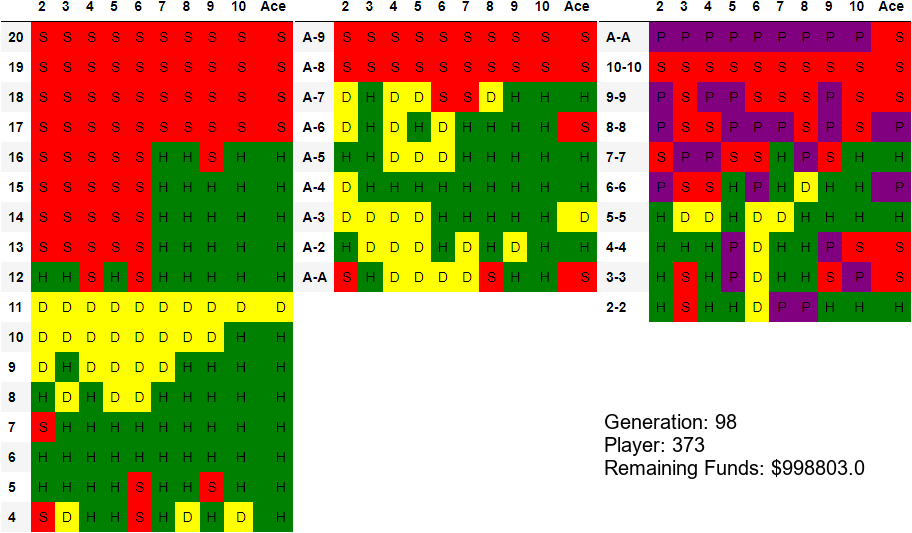 2 3 4 5 6 7 8 9 10 Ace 2 3 4 5 6 7 8 9 10 Ace 2 3 4 5 6 7 8 9 10 Ace
20 S S S S S S S S S S A-9 S S S S S S S S S S A-A P P P P P P P P P S
19 S S S S S S S S S S A-8 S S S S S S S S S S 10-10 S S S S S S S S S S
18 S S S S S S S S S S A-7 D H D D S S D H H H 9-9 P S P P S S S P S S
17 S S S S S S S S S S A-6 D H D H D H H H H S 8-8 P S S P P P S P S P
16 S S S S S H H S H H A-5 H H D D D H H H H H 7-7 S P P S S H P S H H
15 S S S S S H H H H H A-4 D H H H H H H H H H 6-6 P S S H P H D H H P
14 S S S S S H H H H H A-3 D D D D H H H H H D 5-5 H D D H D D H H H H
13 S S S S S H H H H H A-2 H D D D H D H D H H 4-4 H H H P D H H P S S
12 H H S H S H H H H H A-A S H D D D D S H H S 3-3 H S H P D H H S P S
11 D D D D D D D D D D 2-2 H S H H D P P H H H
10 D D D D D D D D H H
9 D H D D D D H H H H
8 H D H D D H H H H H
7 S H H H H H H H H H
6 H H H H H H H H H H
5 H H H H S H H S H H
4 S D H H S H D H D H
Generation: 98
Player: 373
Remaining Funds: $998803.0